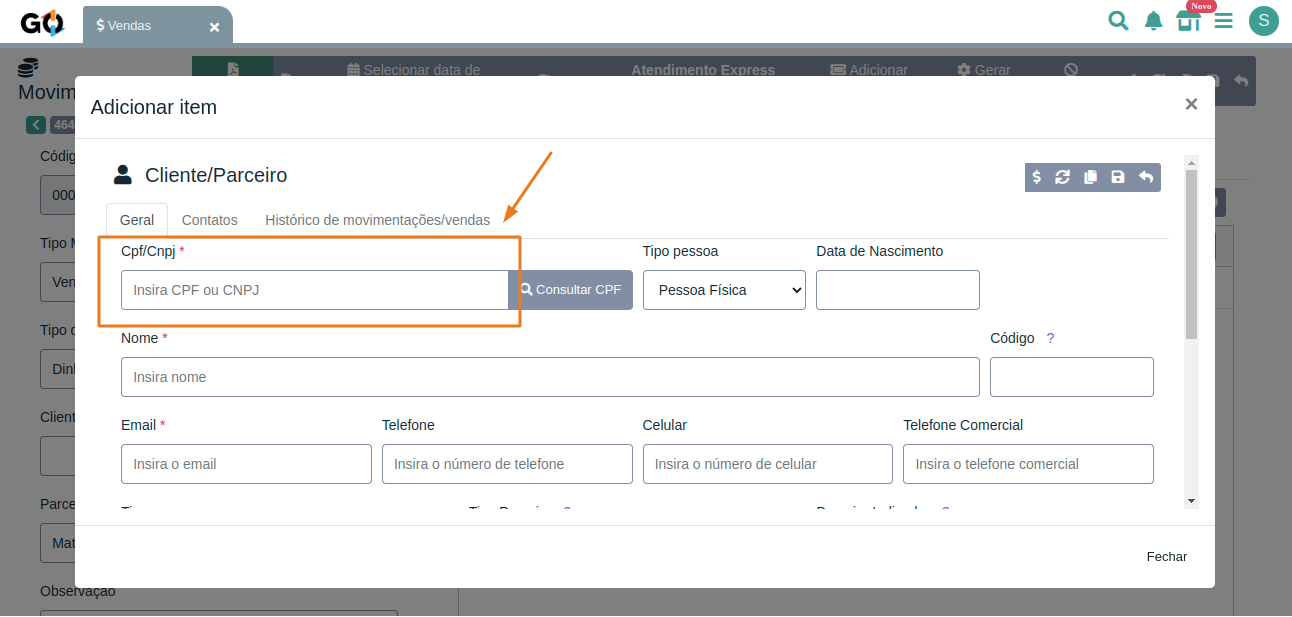 GQ
$ Vendas
Novo
S
Selecionar data de
Atendimento Express
Adicionar
Gerar
Movim
Adicionar item
464
Códig
000
Cliente/Parceiro
$
Geral
Contatos
Histórico de movimentações/vendas
Tipo M
Ven
Cpf/Cnpj *
Tipo pessoa
Data de Nascimento
Insira CPF ou CNPJ
Consultar CPF
Pessoa Física
Tipo d
Nome *
Código ?
Din
Insira nome
Client
Email *
Telefone
Celular
Telefone Comercial
Insira o email
Insira o número de telefone
Insira o número de celular
Insira o telefone comercial
Parce
Mat
Fechar
Observação